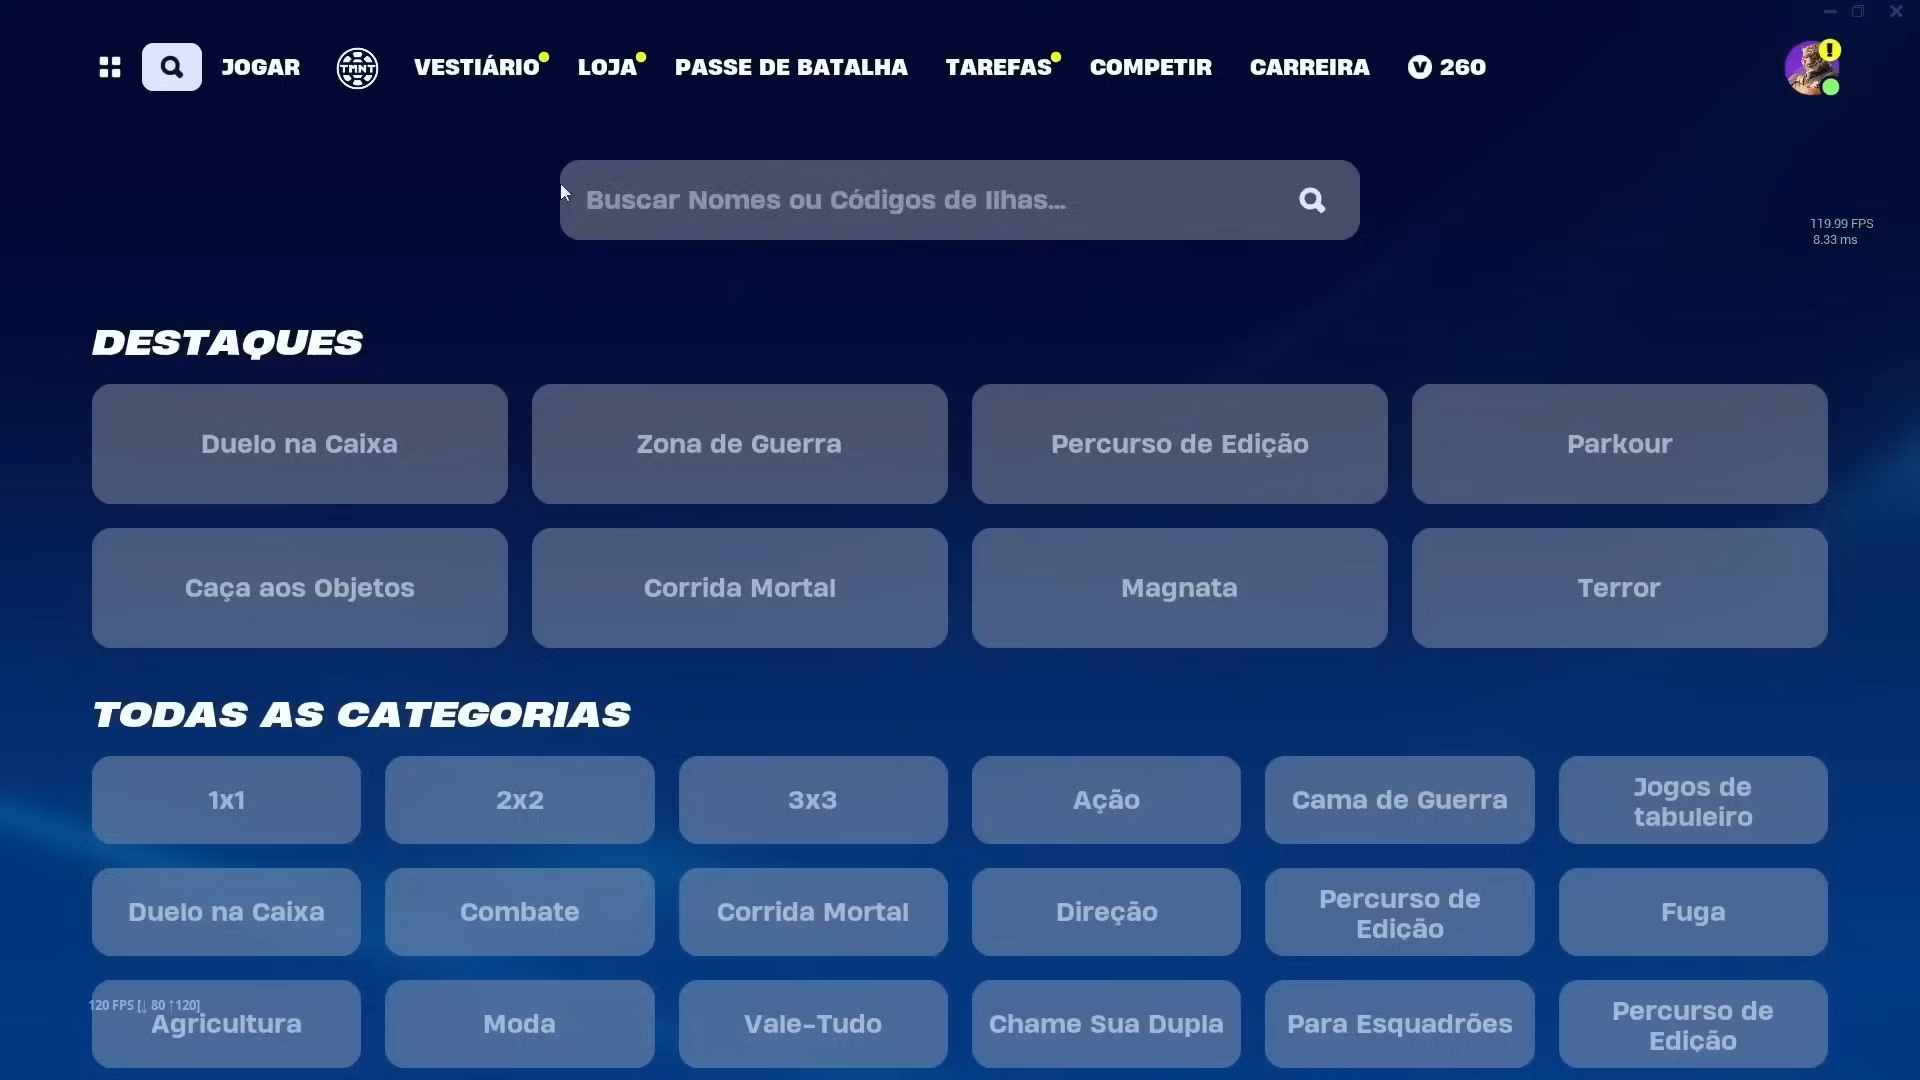 JOGAR
TMNT
VESTIÁRIO
LOJA
PASSE DE BATALHA
TAREFAS
COMPETIR
CARREIRA
V 260
!
Buscar Nomes ou Códigos de Ilhas...
119.99 FPS
8.33 ms
DESTAQUES
Duelo na Caixa
Zona de Guerra
Percurso de Edição
Parkour
Caça aos Objetos
Corrida Mortal
Magnata
Terror
TODAS AS CATEGORIAS
1x1
2x2
3x3
Ação
Cama de Guerra
Jogos de
tabuleiro
Duelo na Caixa
Combate
Corrida Mortal
Direção
Percurso de
Edição
Fuga
120 FPS [↓ 80 ↑120]
Agricultura
Moda
Vale-Tudo
Chame Sua Dupla
Para Esquadrões
Percurso de
Edição